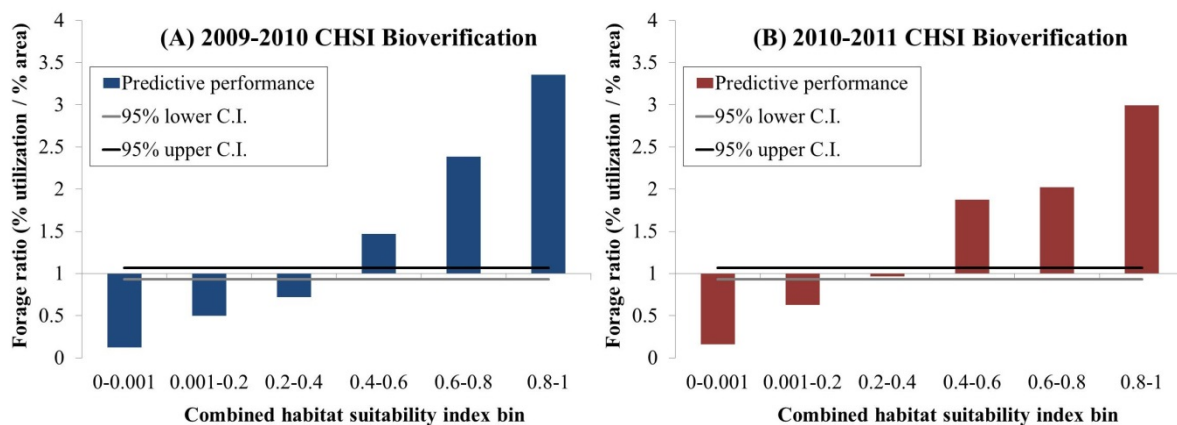 (A) 2009-2010 CHSI Bioverification
Forage ratio (% utilization / % area)
4
3.5
3
2.5
2
1.5
1
0.5
0
Predictive performance
95% lower C.I.
95% upper C.I.
0-0.001 0.001-0.2 0.2-0.4 0.4-0.6 0.6-0.8 0.8-1
Combined habitat suitability index bin
(B) 2010-2011 CHSI Bioverification
Forage ratio (% utilization / % area)
4
3.5
3
2.5
2
1.5
1
0.5
0
Predictive performance
95% lower C.I.
95% upper C.I.
0-0.001 0.001-0.2 0.2-0.4 0.4-0.6 0.6-0.8 0.8-1
Combined habitat suitability index bin